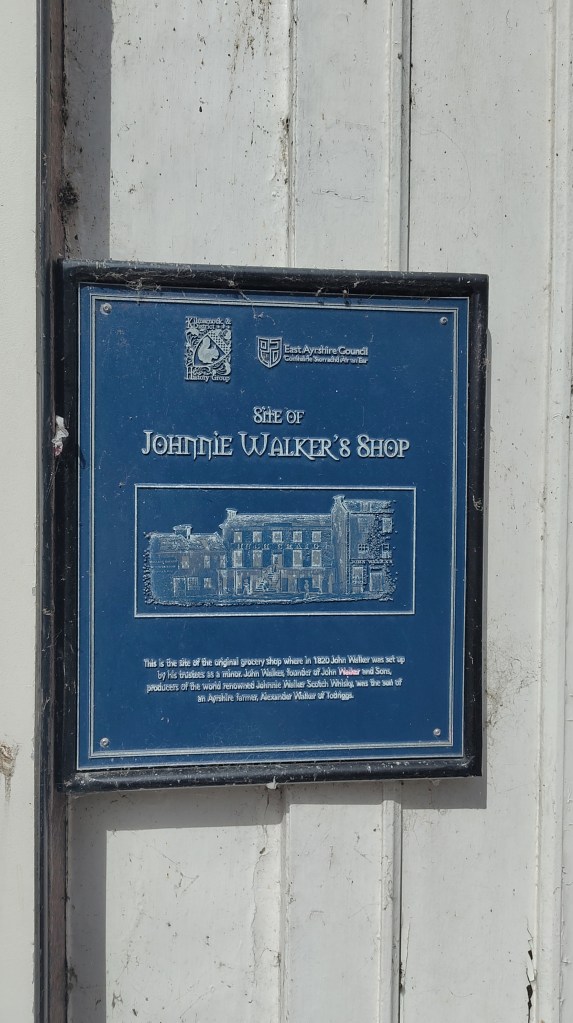 Kilmarnock &
District
History Group
East Ayrshire Council
Comhairle Siorrachd Àir an Ear
Site of
Johnnie Walker's Shop
This is the site of the original grocery shop where in 1820 John Walker was set up
by his trustees as a minor. John Walker, founder of John Walker and Sons,
producers of the world renowned Johnnie Walker Scotch Whisky, was the son of
an Ayrshire farmer, Alexander Walker of Todriggs.